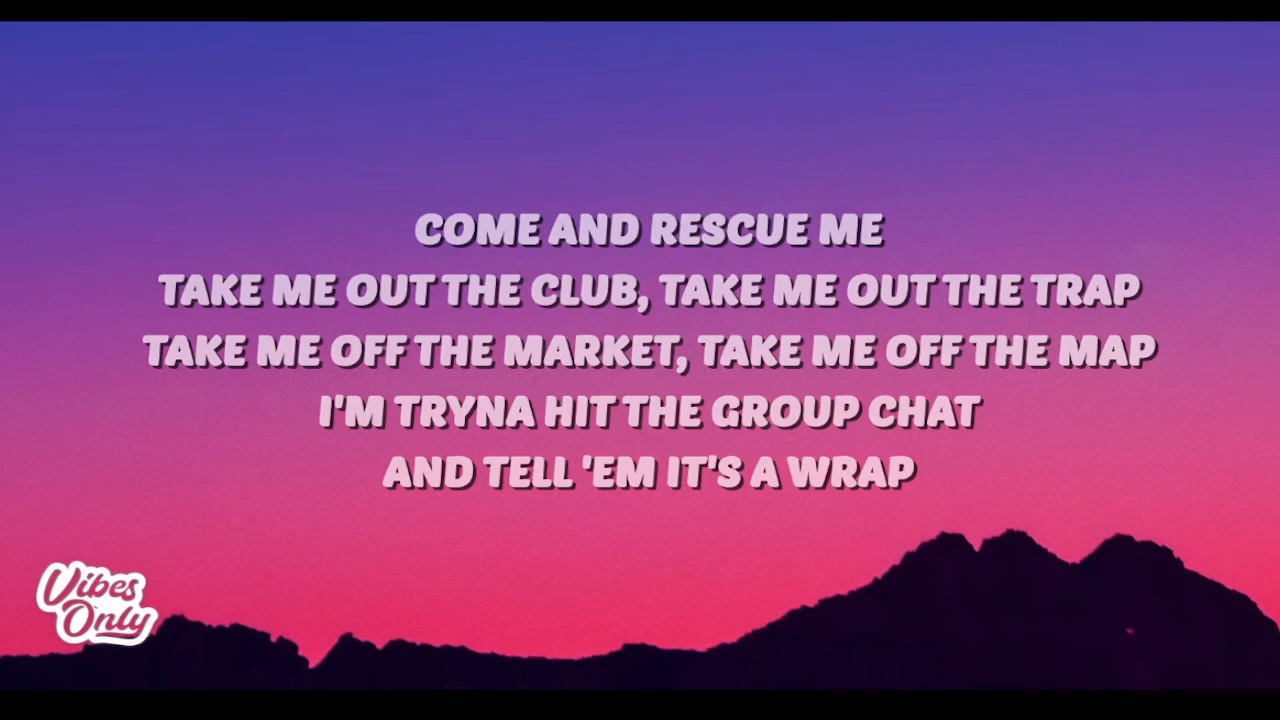 COME AND RESCUE ME
TAKE ME OUT THE CLUB, TAKE ME OUT THE TRAP
TAKE ME OFF THE MARKET, TAKE ME OFF THE MAP
I'M TRYNA HIT THE GROUP CHAT
AND TELL 'EM IT'S A WRAP
Vibes
Only